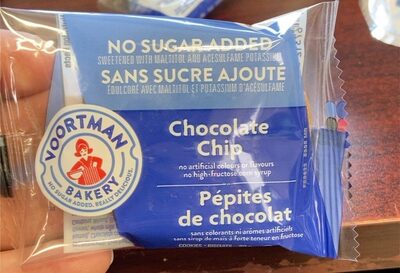 NO SUGAR ADDED
SWEETENED WITH MALTITOL AND ACESULFAME POTASSIUM
SANS SUCRE AJOUTÉ
ÉDULCORÉ AVEC MALTITOL ET POTASSIUM D'ACÉSULFAME
VOORTMAN
BAKERY
NO SUGAR ADDED. REALLY DELICIOUS.
Chocolate
Chip
no artificial colours or flavours
no high-fructose corn syrup
Pépites
de chocolat
sans colorants ni arômes artificiels
sans sirop de maïs à forte teneur en fructose
COOKIES • BISCUITS